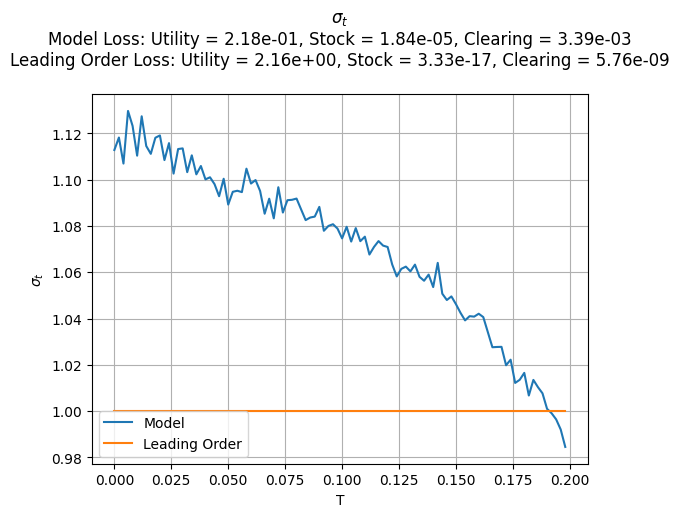 σt
Model Loss: Utility = 2.18e-01, Stock = 1.84e-05, Clearing = 3.39e-03
Leading Order Loss: Utility = 2.16e+00, Stock = 3.33e-17, Clearing = 5.76e-09
1.12
1.10
1.08
1.06
1.04
1.02
1.00
0.98
σt
Model
Leading Order
0.000 0.025 0.050 0.075 0.100 0.125 0.150 0.175 0.200
T